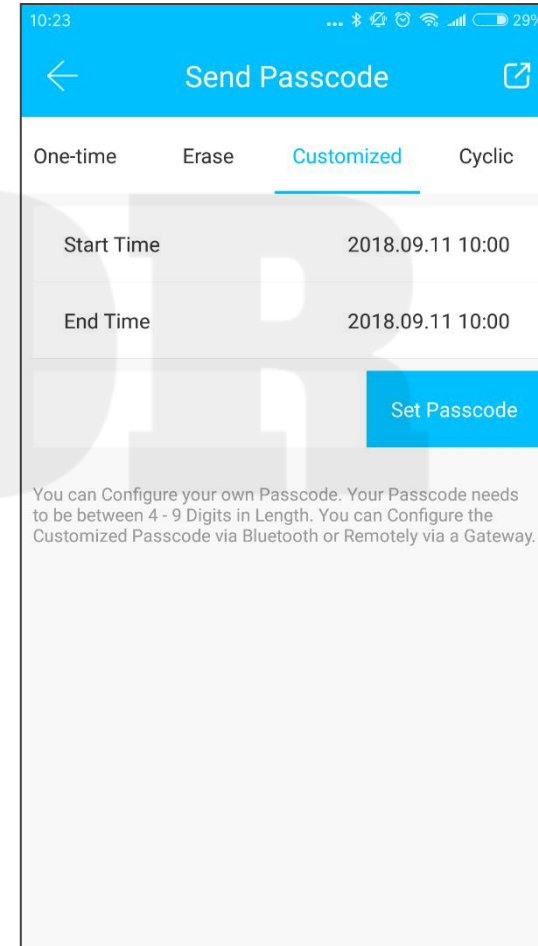 10:23 ... 29%
Send Passcode
One-time Erase Customized Cyclic
Start Time 2018.09.11 10:00
End Time 2018.09.11 10:00
Set Passcode
You can Configure your own Passcode. Your Passcode needs
to be between 4 - 9 Digits in Length. You can Configure the
Customized Passcode via Bluetooth or Remotely via a Gateway.